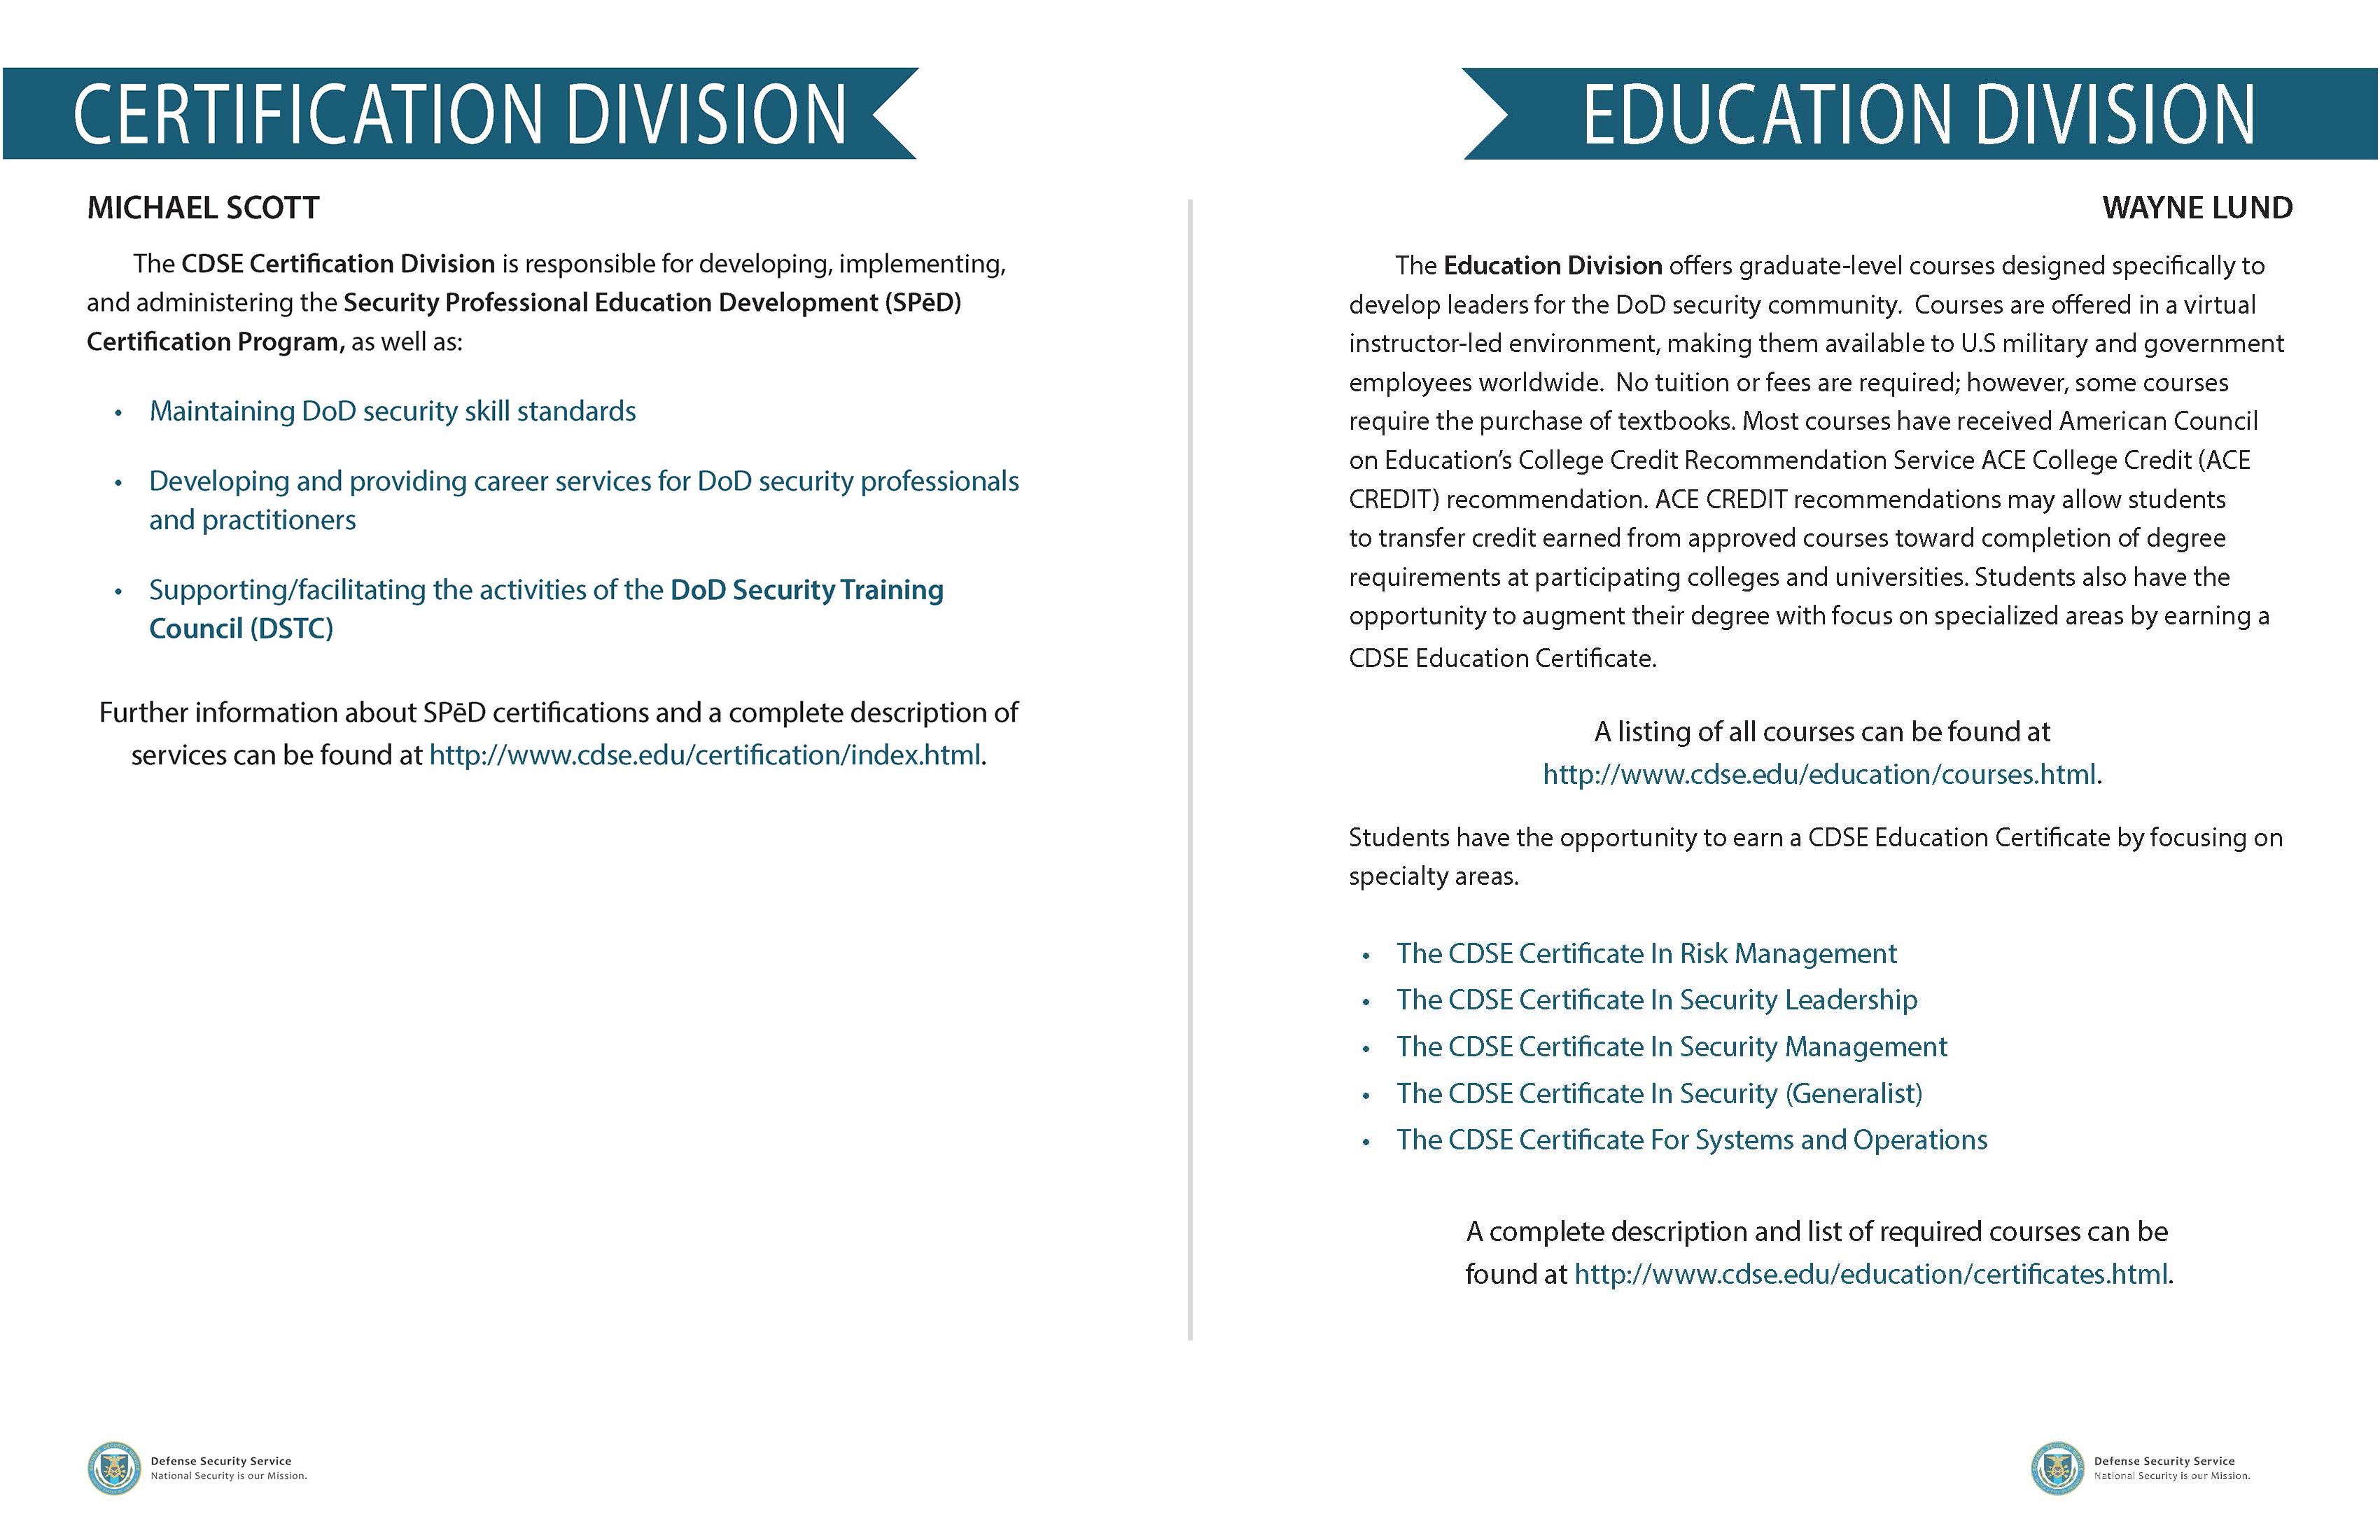 CERTIFICATION DIVISION
MICHAEL SCOTT
The CDSE Certification Division is responsible for developing, implementing,
and administering the Security Professional Education Development (SPēD)
Certification Program, as well as:
• Maintaining DoD security skill standards
• Developing and providing career services for DoD security professionals
and practitioners
• Supporting/facilitating the activities of the DoD Security Training
Council (DSTC)
Further information about SPēD certifications and a complete description of
services can be found at http://www.cdse.edu/certification/index.html.
Defense Security Service
National Security is our Mission.
EDUCATION DIVISION
WAYNE LUND
The Education Division offers graduate-level courses designed specifically to
develop leaders for the DoD security community.  Courses are offered in a virtual
instructor-led environment, making them available to U.S military and government
employees worldwide.  No tuition or fees are required; however, some courses
require the purchase of textbooks. Most courses have received American Council
on Education’s College Credit Recommendation Service ACE College Credit (ACE
CREDIT) recommendation. ACE CREDIT recommendations may allow students
to transfer credit earned from approved courses toward completion of degree
requirements at participating colleges and universities. Students also have the
opportunity to augment their degree with focus on specialized areas by earning a
CDSE Education Certificate.
A listing of all courses can be found at
http://www.cdse.edu/education/courses.html.
Students have the opportunity to earn a CDSE Education Certificate by focusing on
specialty areas.
• The CDSE Certificate In Risk Management
• The CDSE Certificate In Security Leadership
• The CDSE Certificate In Security Management
• The CDSE Certificate In Security (Generalist)
• The CDSE Certificate For Systems and Operations
A complete description and list of required courses can be
found at http://www.cdse.edu/education/certificates.html.
Defense Security Service
National Security is our Mission.